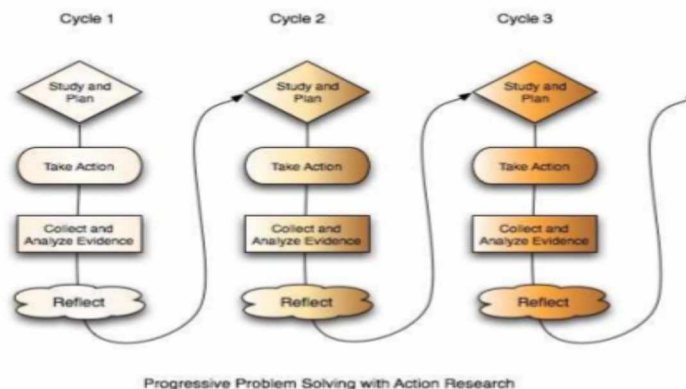 Cycle 1
Cycle 2
Cycle 3
Study and
Plan
Take Action
Collect and
Analyze Evidence
Reflect
Study and
Plan
Take Action
Collect and
Analyze Evidence
Reflect
Study and
Plan
Take Action
Collect and
Analyze Evidence
Reflect
Progressive Problem Solving with Action Research